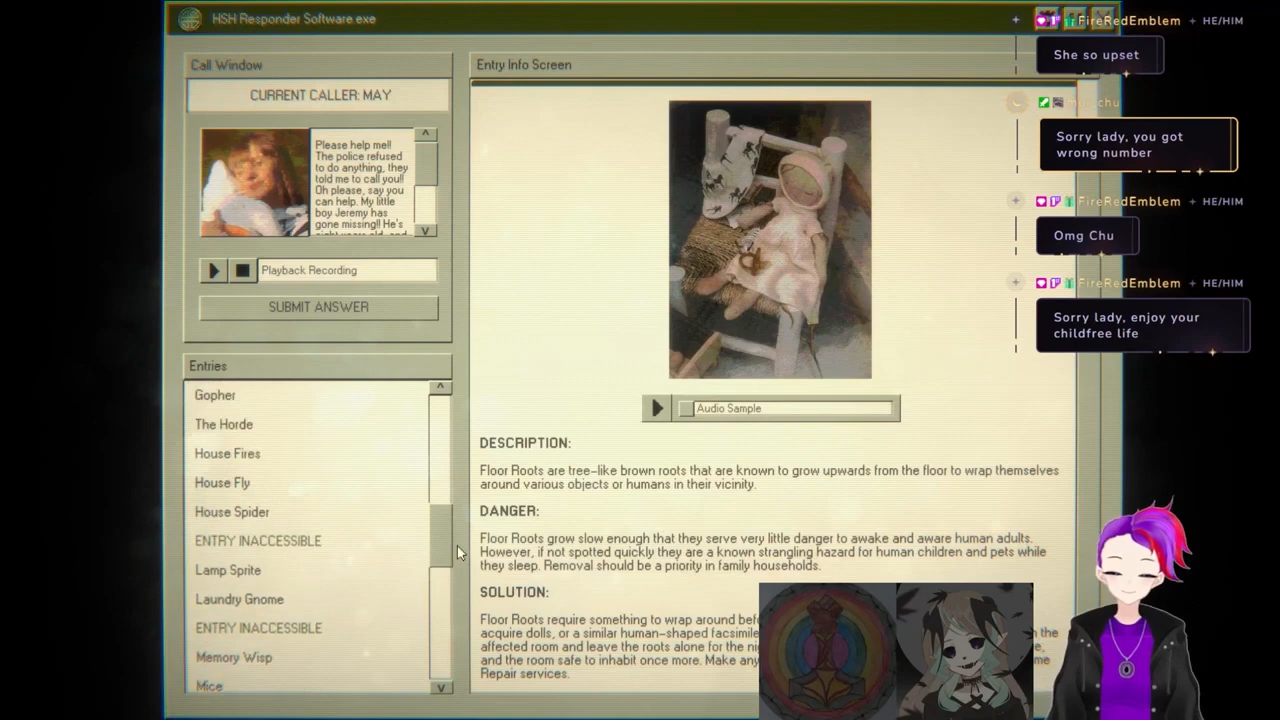 HSH Responder Software.exe
Call Window
CURRENT CALLER: MAY
Please help me!!
The police refused
to do anything, they
told me to call you!!
Oh please, say you
can help. My little
boy Jeremy has
gone missing!! He's
eight years old, and
^
V
Playback Recording
SUBMIT ANSWER
Entries
Gopher
The Horde
House Fires
House Fly
House Spider
ENTRY INACCESSIBLE
Lamp Sprite
Laundry Gnome
ENTRY INACCESSIBLE
Memory Wisp
Mice
^
V
Entry Info Screen
Audio Sample
DESCRIPTION:
Floor Roots are tree-like brown roots that are known to grow upwards from the floor to wrap themselves
around various objects or humans in their vicinity.
DANGER:
Floor Roots grow slow enough that they serve very little danger to awake and aware human adults.
However, if not spotted quickly they are a known strangling hazard for human children and pets while
they sleep. Removal should be a priority in family households.
SOLUTION:
Floor Roots require something to wrap around
acquire dolls, or a similar human-shaped facsimile the
affected room and leave the roots alone for the
and the room safe to inhabit once more. Make any
Repair services.
FireRedEmblem HE/HIM
She so upset
chu
Sorry lady, you got
wrong number
FireRedEmblem HE/HIM
Omg Chu
FireRedEmblem HE/HIM
Sorry lady, enjoy your
childfree life